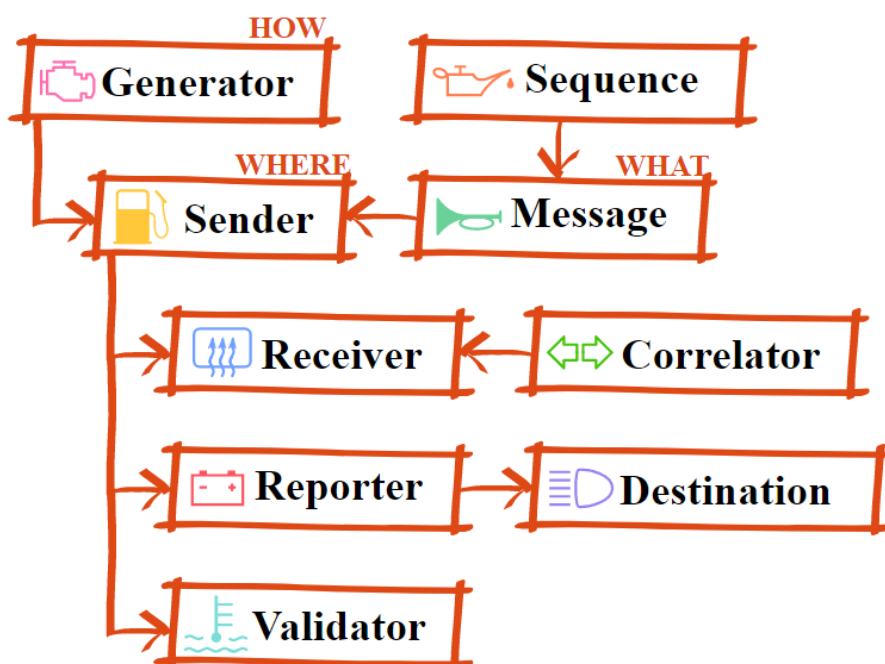 HOW
Generator
Sequence
WHERE
WHAT
Sender
Message
Receiver
Correlator
Reporter
Destination
Validator